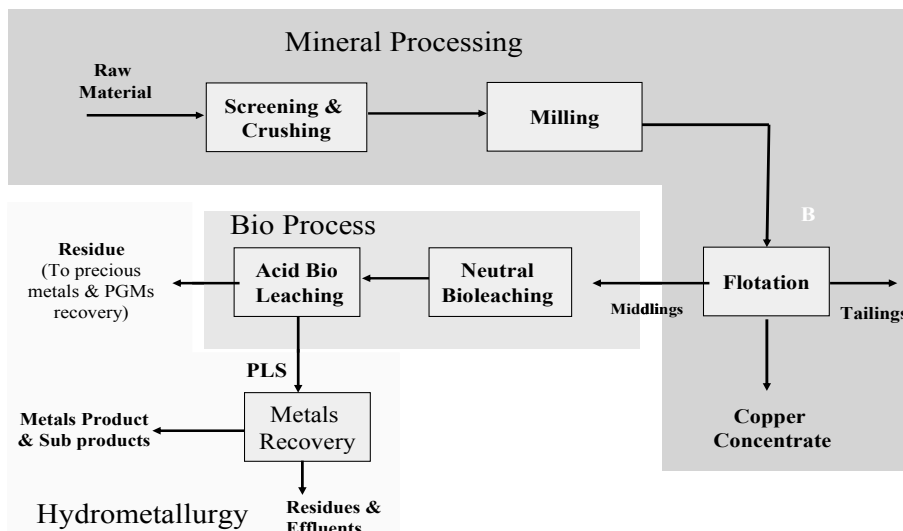 Mineral Processing
Raw
Material
Screening &
Crushing
Milling
B
Bio Process
Residue
(To precious
metals & PGMs
recovery)
Acid Bio
Leaching
Neutral
Bioleaching
Middlings
Flotation
Tailings
PLS
Copper
Concentrate
Metals Product
& Sub products
Metals
Recovery
Hydrometallurgy
Residues &
Effluents